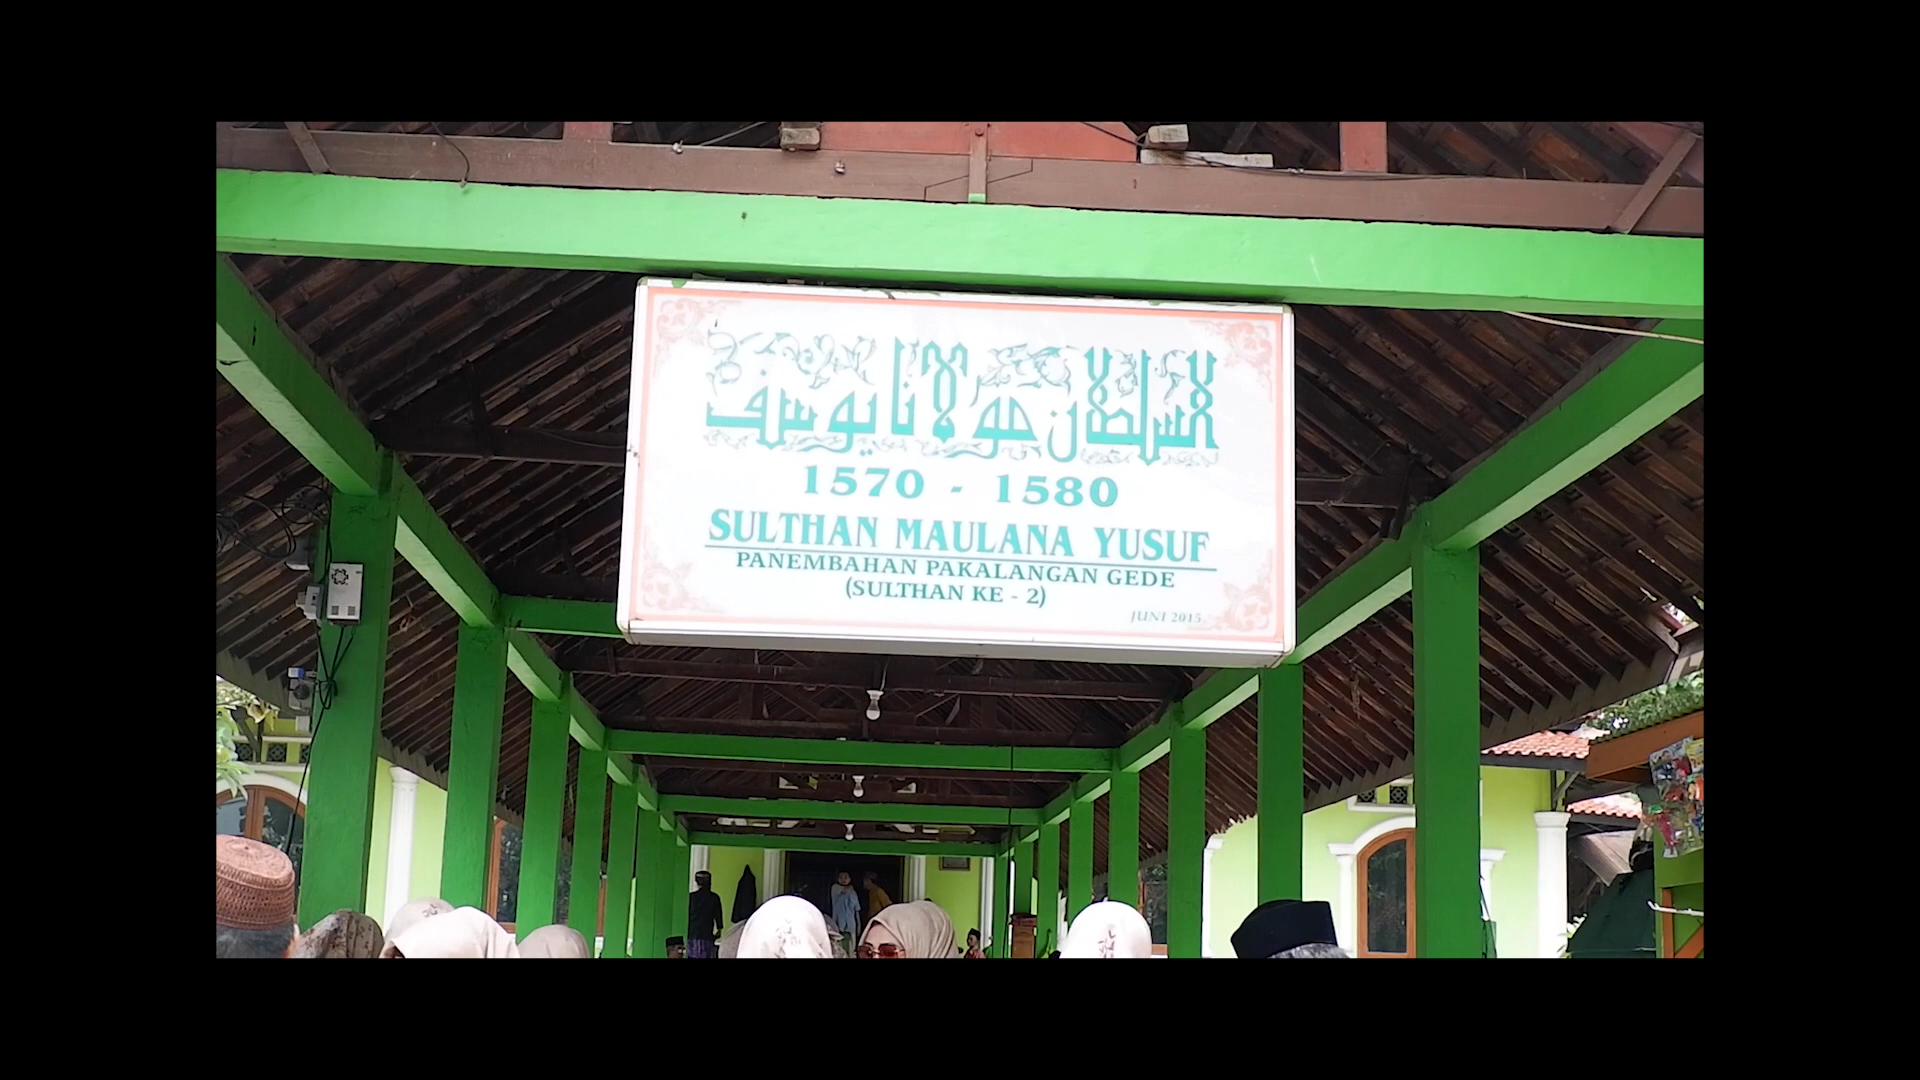 السلطان مولانا يوسف
1570 - 1580
SULTHAN MAULANA YUSUF
PANEMBAHAN PAKALANGAN GEDE
(SULTHAN KE - 2)
JUNI 2015